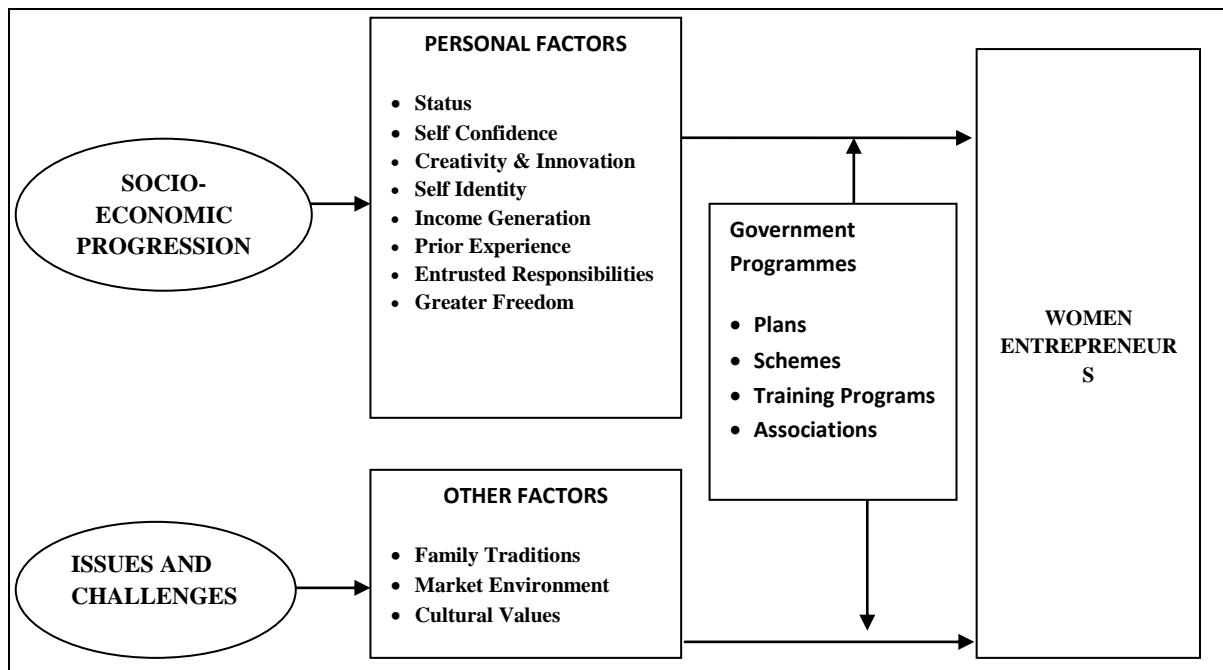 SOCIO-
ECONOMIC
PROGRESSION
PERSONAL FACTORS
• Status
• Self Confidence
• Creativity & Innovation
• Self Identity
• Income Generation
• Prior Experience
• Entrusted Responsibilities
• Greater Freedom
Government
Programmes
• Plans
• Schemes
• Training Programs
• Associations
WOMEN
ENTREPRENEUR
S
ISSUES AND
CHALLENGES
OTHER FACTORS
• Family Traditions
• Market Environment
• Cultural Values